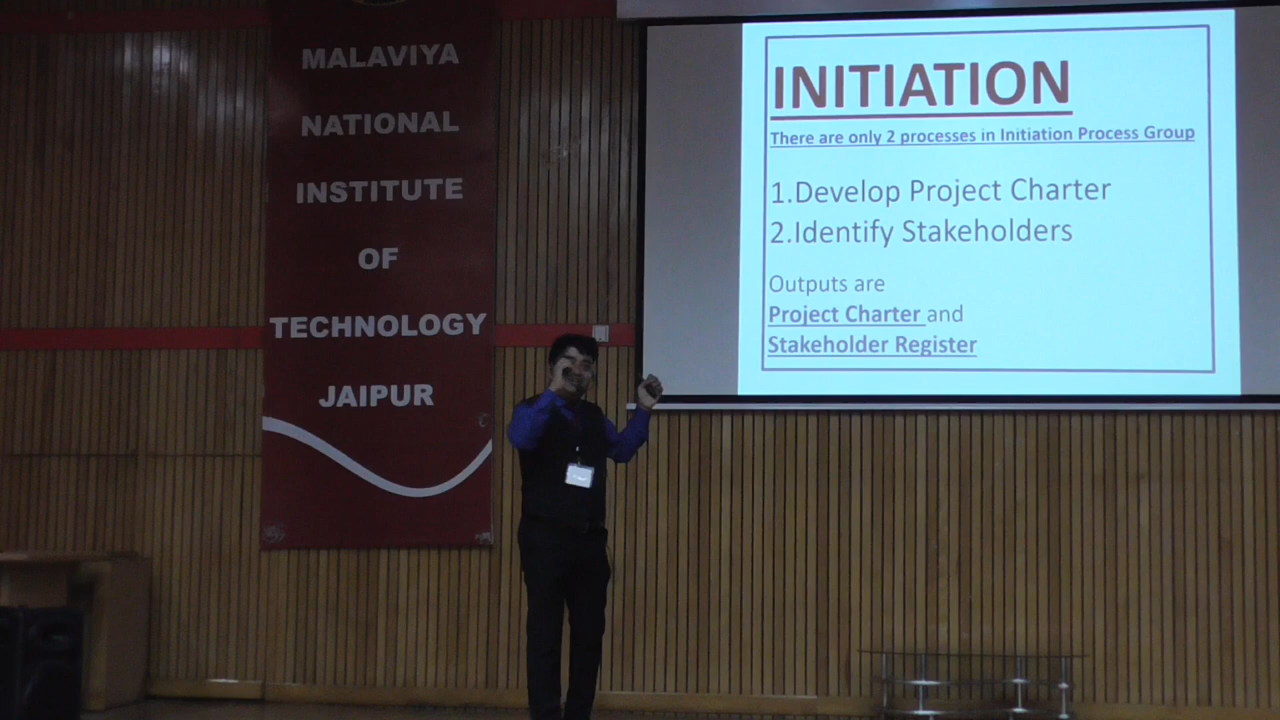 MALAVIYA
NATIONAL
INSTITUTE
OF
TECHNOLOGY
JAIPUR
INITIATION
There are only 2 processes in Initiation Process Group
1.Develop Project Charter
2.Identify Stakeholders
Outputs are
Project Charter and
Stakeholder Register